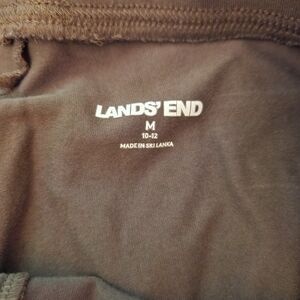 LANDS' END
M
10-12
MADE IN SRI LANKA